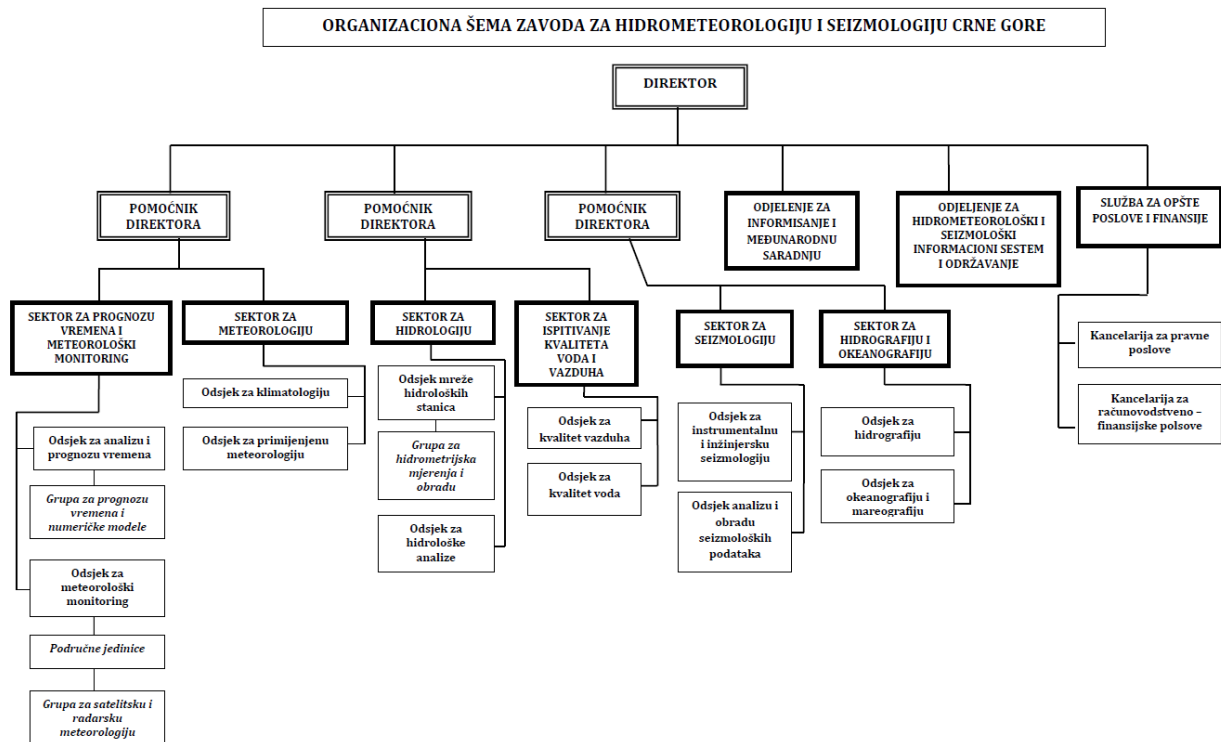 ORGANIZACIONA ŠEMA ZAVODA ZA HIDROMETEOROLOGIJU I SEIZMOLOGIJU CRNE GORE
DIREKTOR
POMOĆNIK
DIREKTORA
POMOĆNIK
DIREKTORA
POMOĆNIK
DIREKTORA
ODJELENJE ZA
INFORMISANJE I
MEĐUNARODNU
SARADNJU
ODJELJENJE ZA
HIDROMETEOROLOŠKI I
SEIZMOLOŠKI
INFORMACIONI SESTEM
I ODRŽAVANJE
SLUŽBA ZA OPŠTE
POSLOVE I FINANSIJE
SEKTOR ZA PROGNOZU
VREMENA I
METEOROLOŠKI
MONITORING
SEKTOR ZA
METEOROLOGIJU
SEKTOR ZA
HIDROLOGIJU
SEKTOR ZA
ISPITIVANJE
KVALITETA
VODA I
VAZDUHA
SEKTOR ZA
SEIZMOLOGIJU
SEKTOR ZA
HIDROGRAFIJU I
OKEANOGRAFIJU
Kancelarija za pravne
poslove
Kancelarija za
računovodstveno –
finansijske polsove
Odsjek za analizu i
prognozu vremena
Grupa za prognozu
vremena i
numeričke modele
Odsjek za
meteorološki
monitoring
Područne jedinice
Grupa za satelitsku i
radarsku
meteorologiju
Odsjek za klimatologiju
Odsjek za primijenjenu
meteorologiju
Odsjek mreže
hidroloških
stanica
Grupa za
hidrometrijska
mjerenja i
obradu
Odsjek za
hidrološke
analize
Odsjek za
kvalitet vazduha
Odsjek za
kvalitet voda
Odsjek za
instrumentalnu
i inžinjersku
seizmologiju
Odsjek analizu i
obradu
seizmoloških
podataka
Odsjek za
hidrografiju
Odsjek za
okeanografiju i
mareografiju